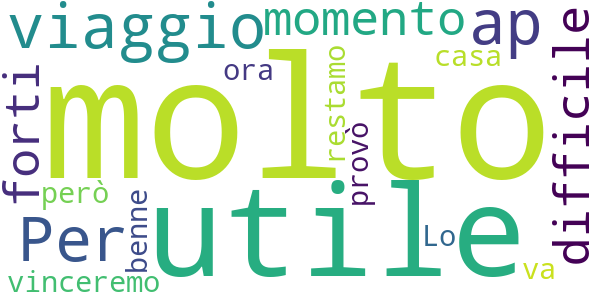 viaggio
momento
ap
difficile
forti
ora
restamo
casa
molto
provò
però
Per
benne
utile
Lo
va
vinceremo